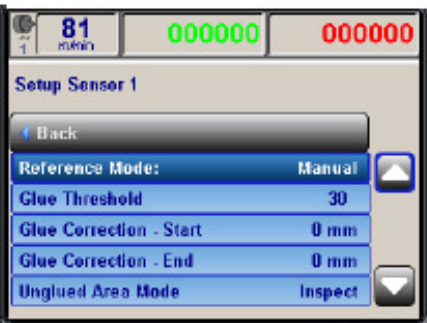 81 000000 000000
1 m/min
Setup Sensor 1
Back
Reference Mode: Manual
Glue Threshold 30
Glue Correction - Start 0 mm
Glue Correction - End 0 mm
Unglued Area Mode Inspect